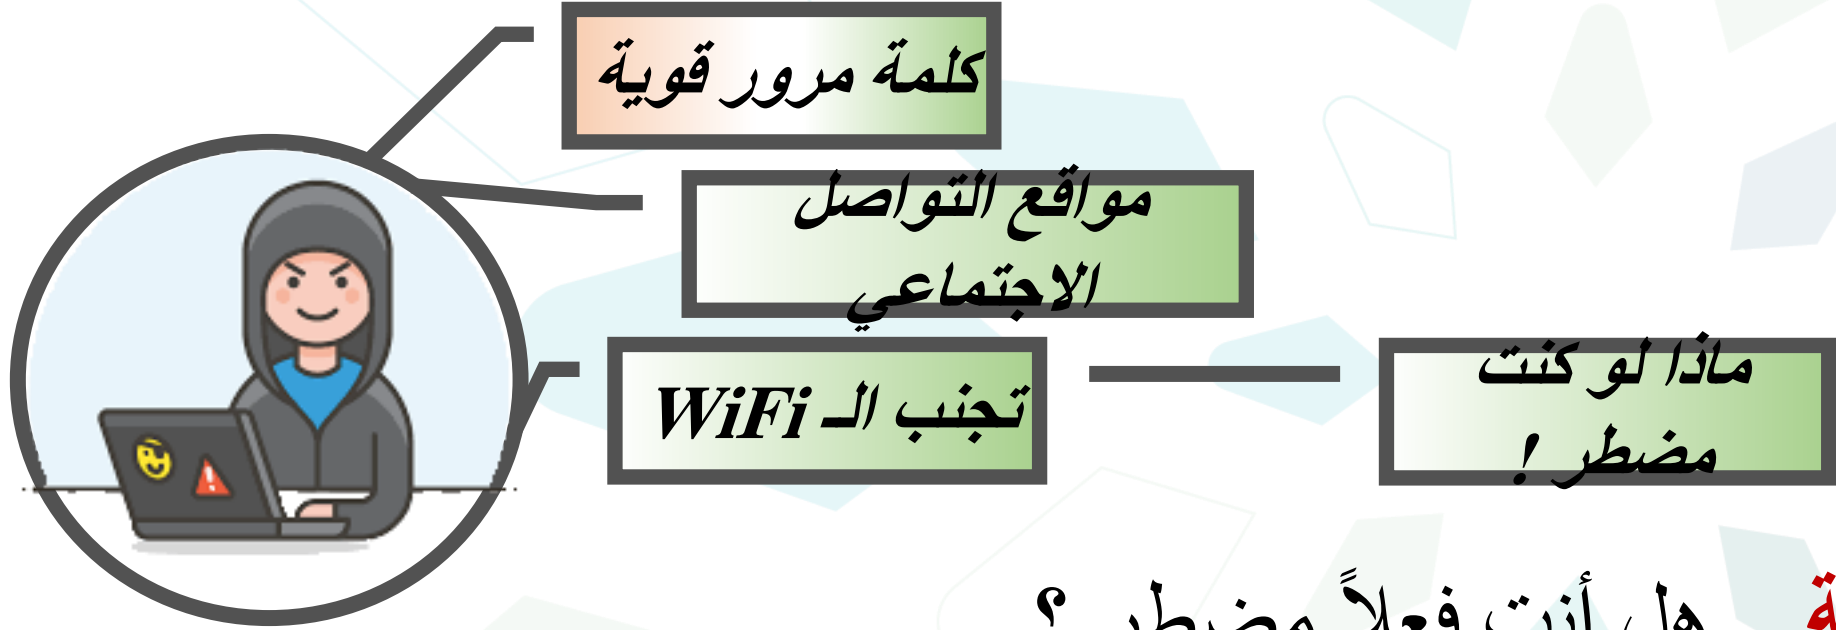 كلمة مرور قوية
مواقع التواصل
الاجتماعي
تجنب الـ WiFi
ماذا لو كنت
مضطر !
هل أنت فعلاً مضطر ؟